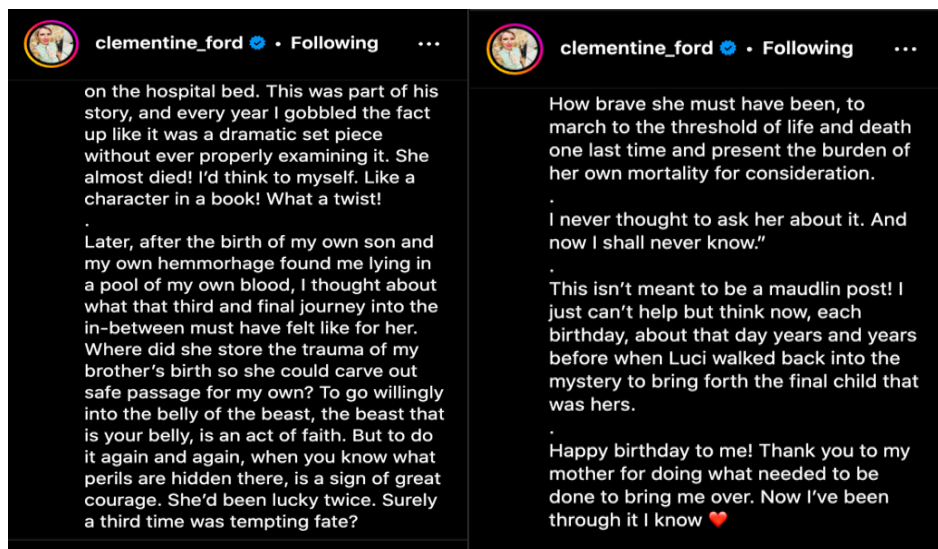 clementine_ford • Following ...
on the hospital bed. This was part of his
story, and every year I gobbled the fact
up like it was a dramatic set piece
without ever properly examining it. She
almost died! I’d think to myself. Like a
character in a book! What a twist!
.
Later, after the birth of my own son and
my own hemmorhage found me lying in
a pool of my own blood, I thought about
what that third and final journey into the
in-between must have felt like for her.
Where did she store the trauma of my
brother’s birth so she could carve out
safe passage for my own? To go willingly
into the belly of the beast, the beast that
is your belly, is an act of faith. But to do
it again and again, when you know what
perils are hidden there, is a sign of great
courage. She’d been lucky twice. Surely
a third time was tempting fate?
clementine_ford • Following ...
How brave she must have been, to
march to the threshold of life and death
one last time and present the burden of
her own mortality for consideration.
.
I never thought to ask her about it. And
now I shall never know.”
.
This isn’t meant to be a maudlin post! I
just can’t help but think now, each
birthday, about that day years and years
before when Luci walked back into the
mystery to bring forth the final child that
was hers.
.
Happy birthday to me! Thank you to my
mother for doing what needed to be
done to bring me over. Now I’ve been
through it I know ❤️